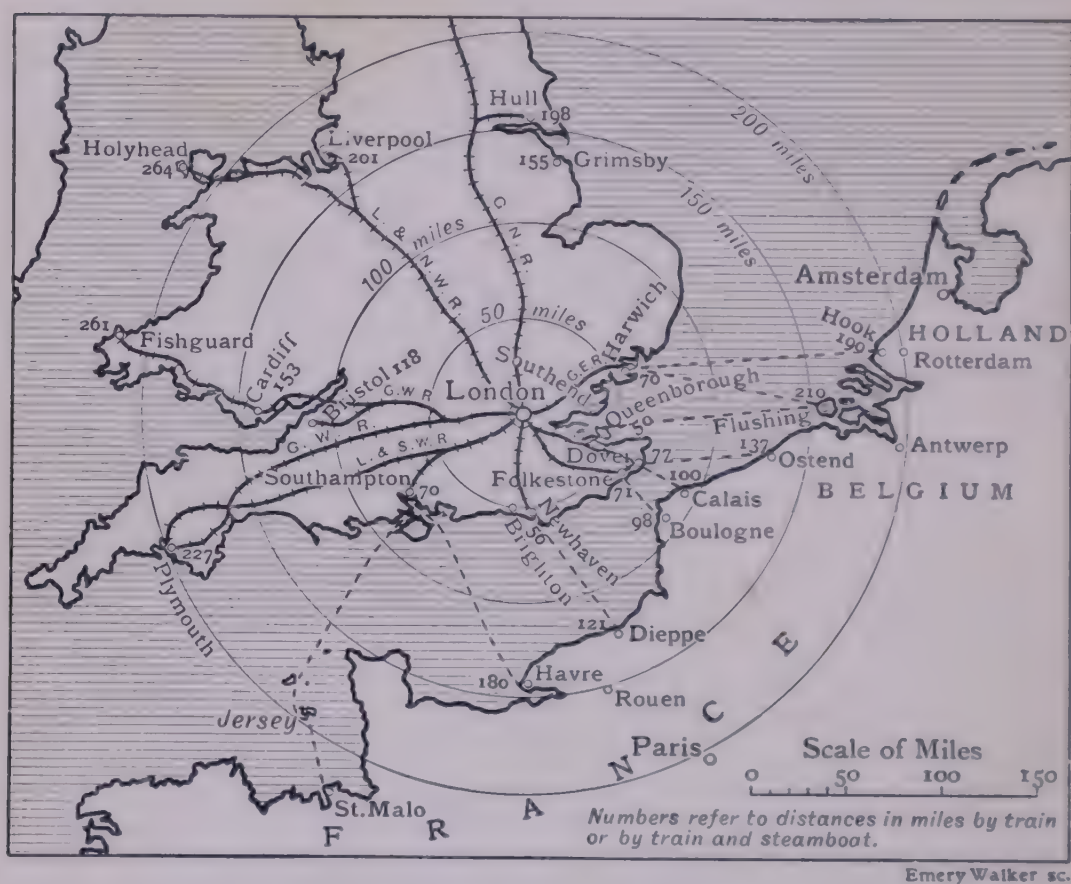 Hull
198
200 miles
Liverpool
201
Holyhead
264
155
Grimsby
150 miles
L. & N.W.R.
G.N.R.
100 miles
Amsterdam
50 miles
Harwich
70
Hook
199
HOLLAND
Rotterdam
261
Fishguard
Cardiff
153
Bristol 118
G.W.R.
London
Southend
G.E.R.
Queenborough
50
210
Flushing
G.W.R.
L. & S.W.R.
Dover
72
137
Ostend
Antwerp
Southampton
70
Folkestone
71
100
Calais
BELGIUM
98
Boulogne
Newhaven
56
Brighton
227
Plymouth
121
Dieppe
180
Havre
Rouen
Jersey
Paris
St. Malo
FRANCE
Scale of Miles
0 50 100 150
Numbers refer to distances in miles by train
or by train and steamboat.
Emery Walker sc.